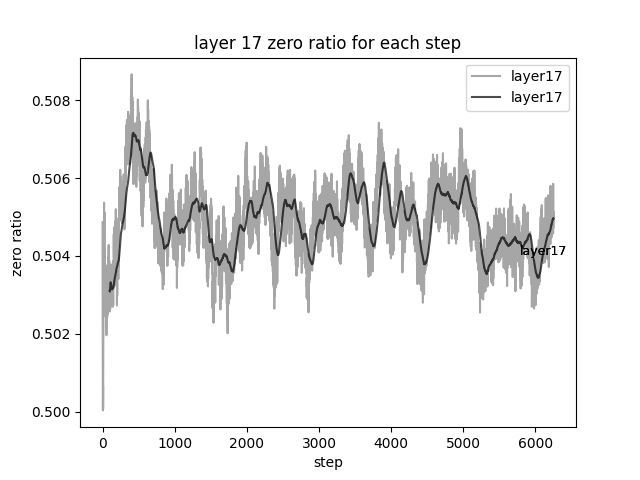 layer 17 zero ratio for each step
layer17
layer17
0.508
0.506
0.504
0.502
0.500
zero ratio
layer17
0 1000 2000 3000 4000 5000 6000
step